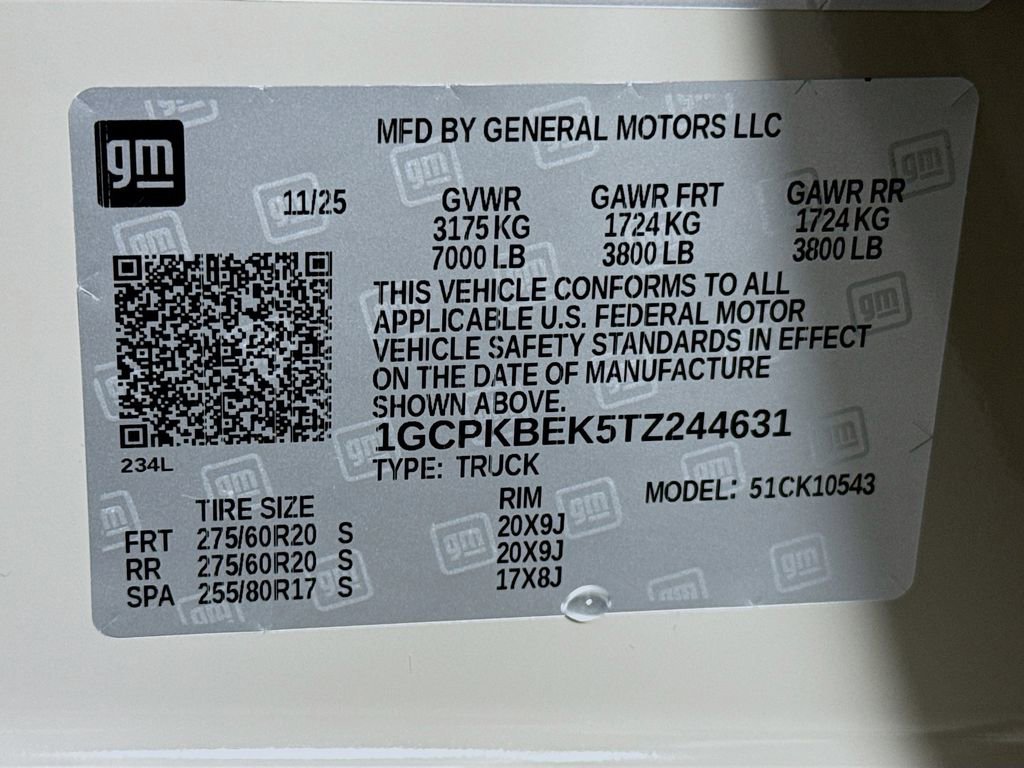 gm
MFD BY GENERAL MOTORS LLC
11/25
GVWR GAWR FRT GAWR RR
3175 KG 1724 KG 1724 KG
7000 LB 3800 LB 3800 LB
THIS VEHICLE CONFORMS TO ALL
APPLICABLE U.S. FEDERAL MOTOR
VEHICLE SAFETY STANDARDS IN EFFECT
ON THE DATE OF MANUFACTURE
SHOWN ABOVE.
1GCPKBEK5TZ244631
234L
TYPE: TRUCK
MODEL: 51CK10543
TIRE SIZE RIM
FRT 275/60R20 S 20X9J
RR 275/60R20 S 20X9J
SPA 255/80R17 S 17X8J